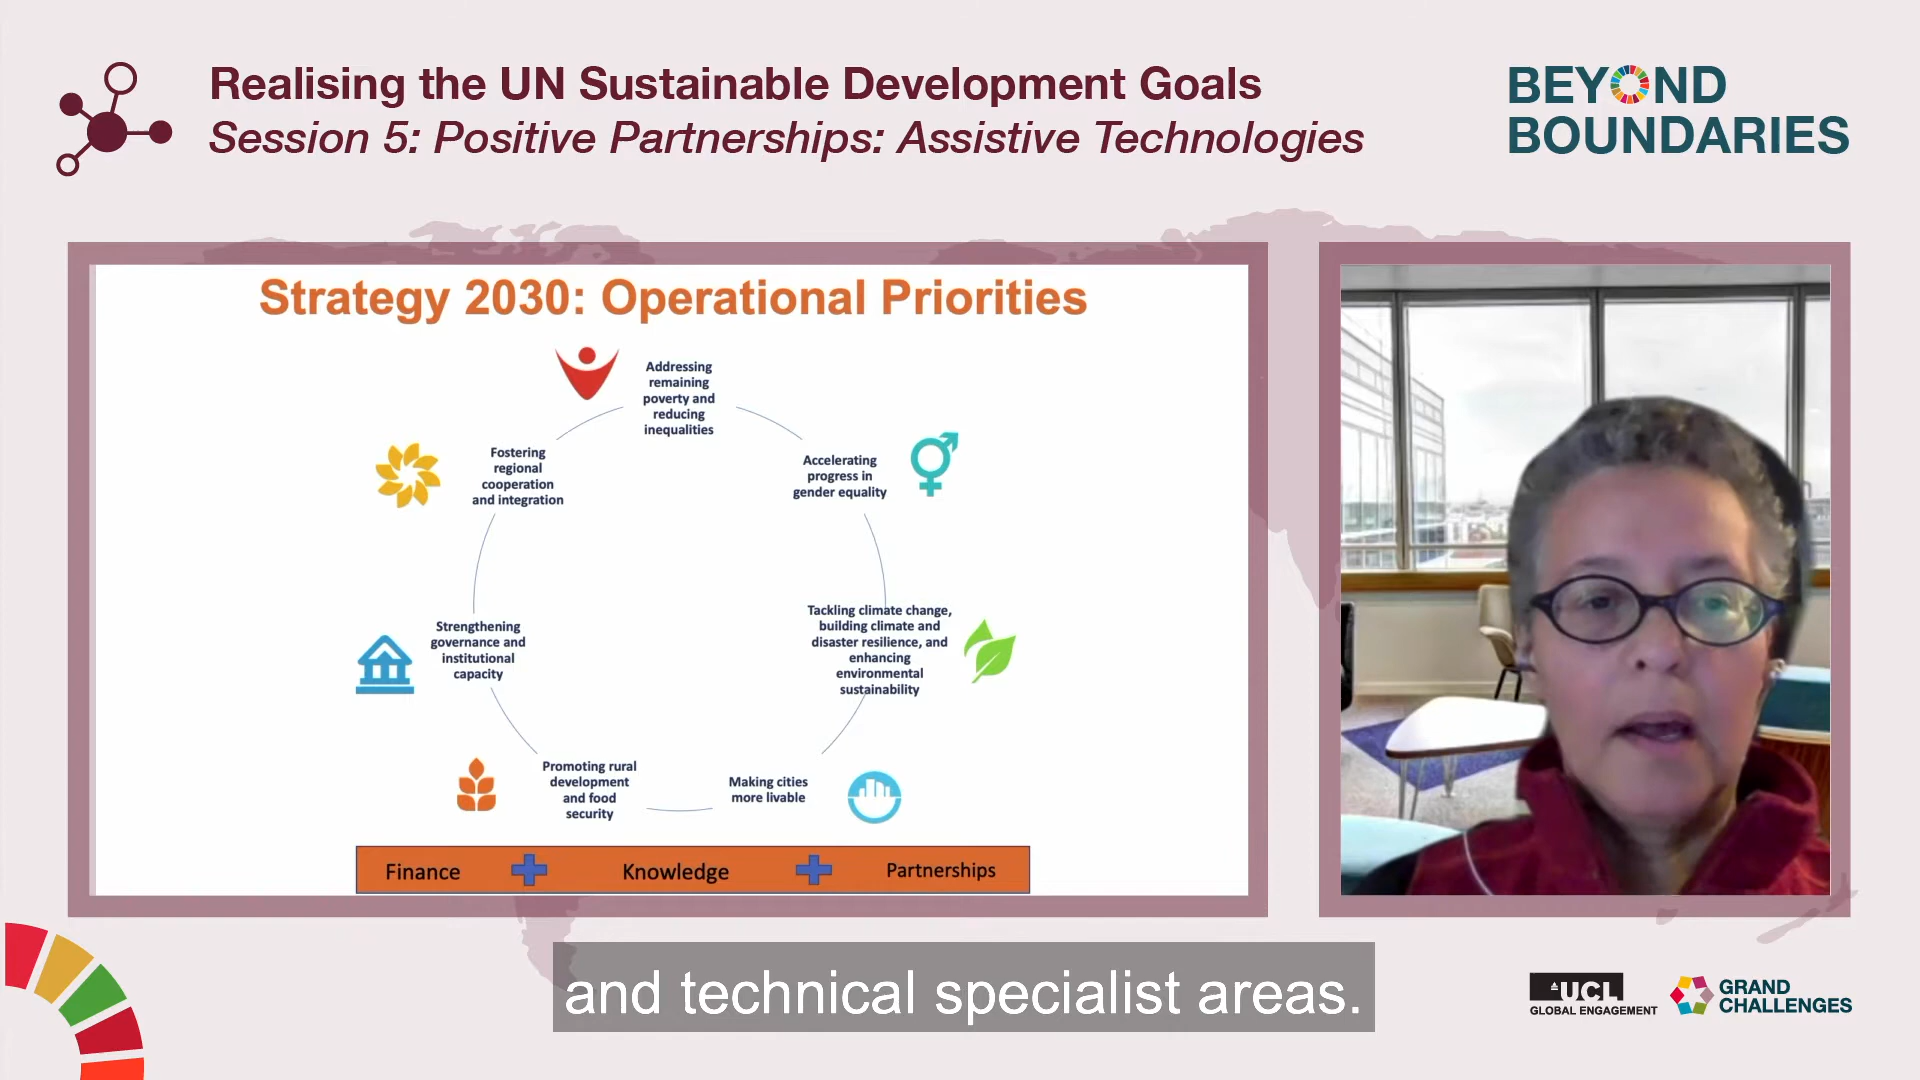 Realising the UN Sustainable Development Goals
Session 5: Positive Partnerships: Assistive Technologies
BEYOND
BOUNDARIES
Strategy 2030: Operational Priorities
Addressing
remaining
poverty and
reducing
inequalities
Accelerating
progress in
gender equality
Tackling climate change,
building climate and
disaster resilience, and
enhancing
environmental
sustainability
Making cities
more livable
Promoting rural
development
and food
security
Strengthening
governance and
institutional
capacity
Fostering
regional
cooperation
and integration
Finance
Knowledge
Partnerships
and technical specialist areas.
UCL
GLOBAL ENGAGEMENT
GRAND
CHALLENGES